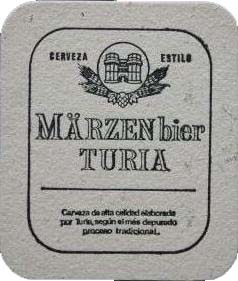 CERVEZA ESTILO
MÄRZEN bier
TURIA
Cerveza de alta calidad elaborada
por Turia, según el más depurado
proceso tradicional.